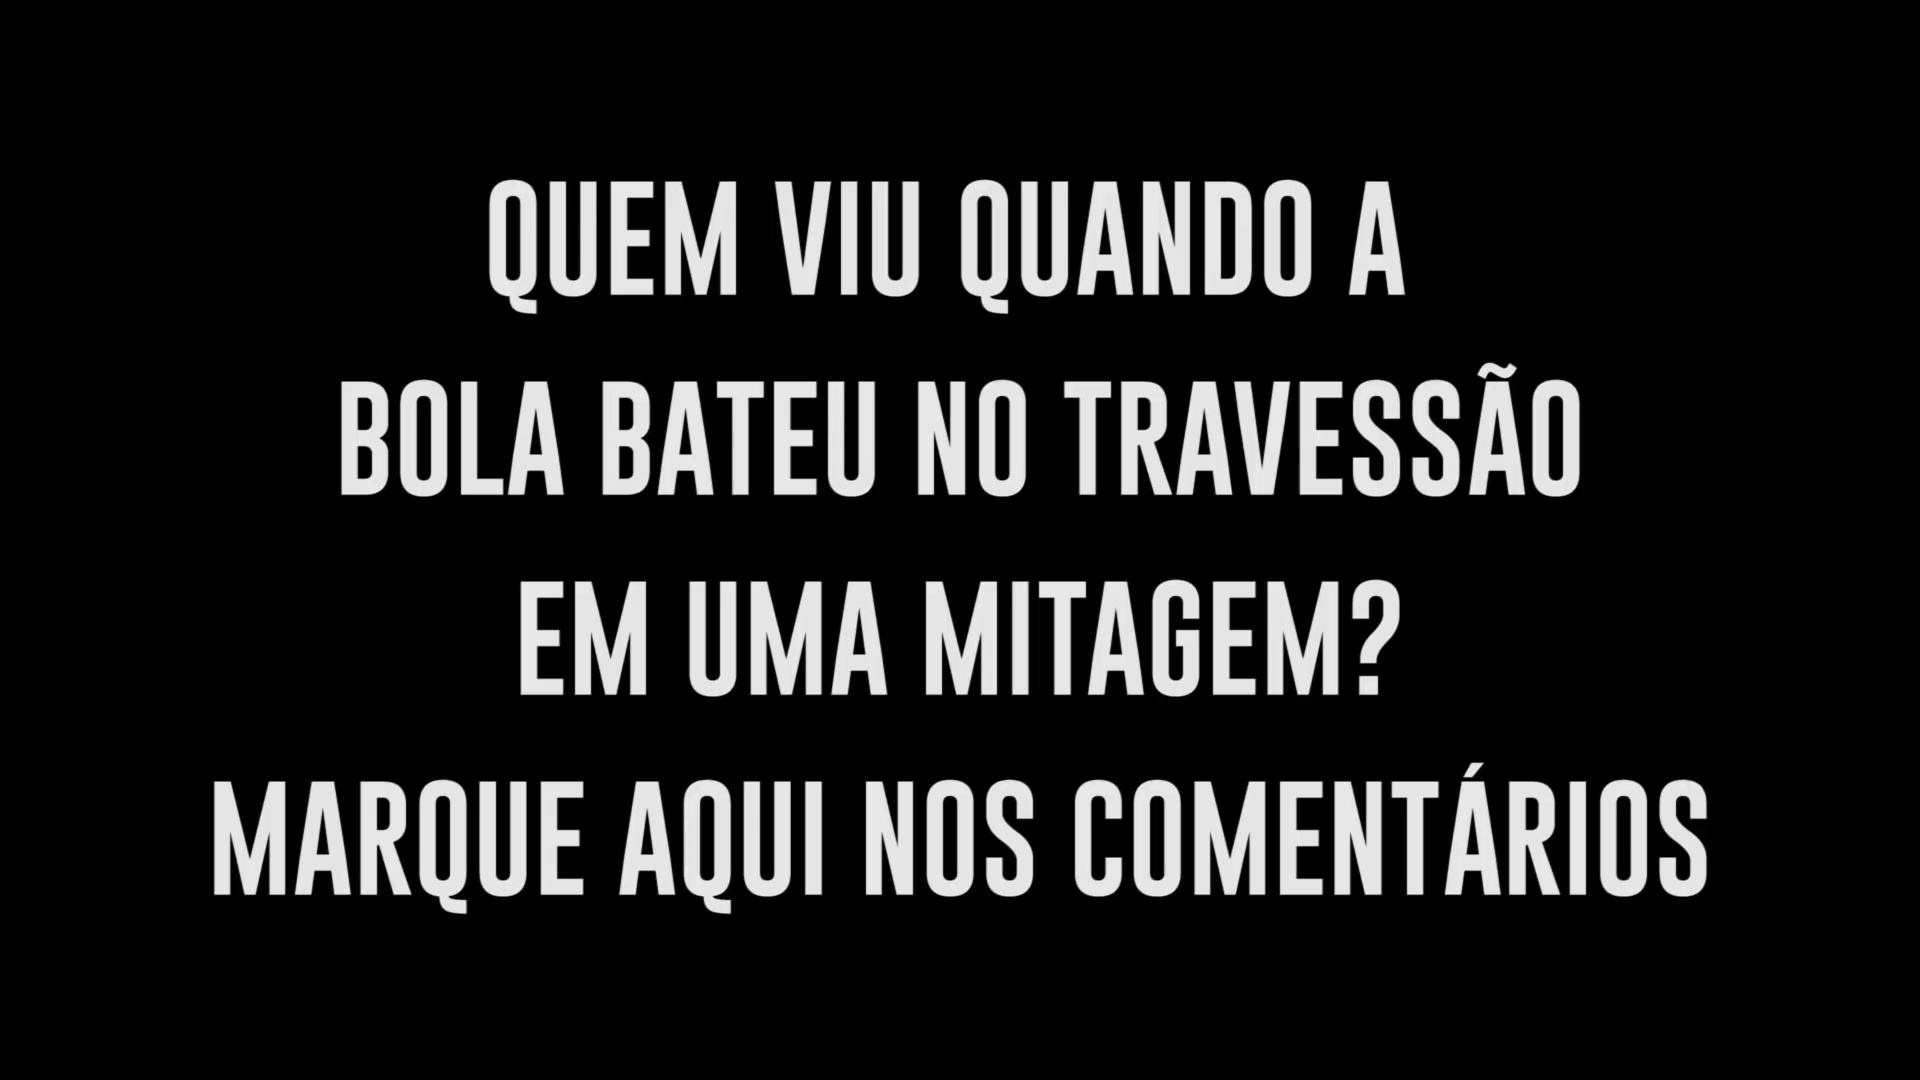 QUEM VIU QUANDO A
BOLA BATEU NO TRAVESSÃO
EM UMA MITAGEM?
MARQUE AQUI NOS COMENTÁRIOS